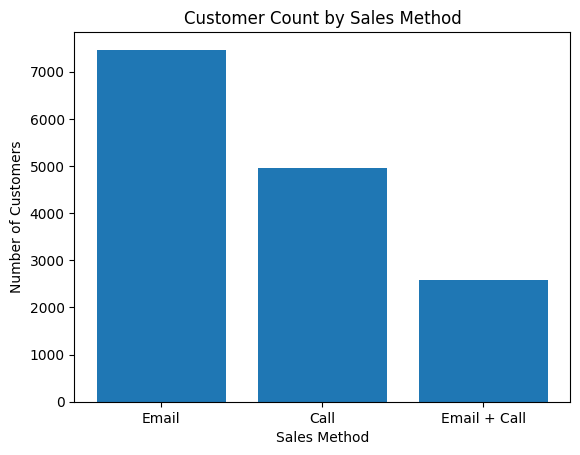 Customer Count by Sales Method
Number of Customers
7000
6000
5000
4000
3000
2000
1000
0
Email
Call
Email + Call
Sales Method